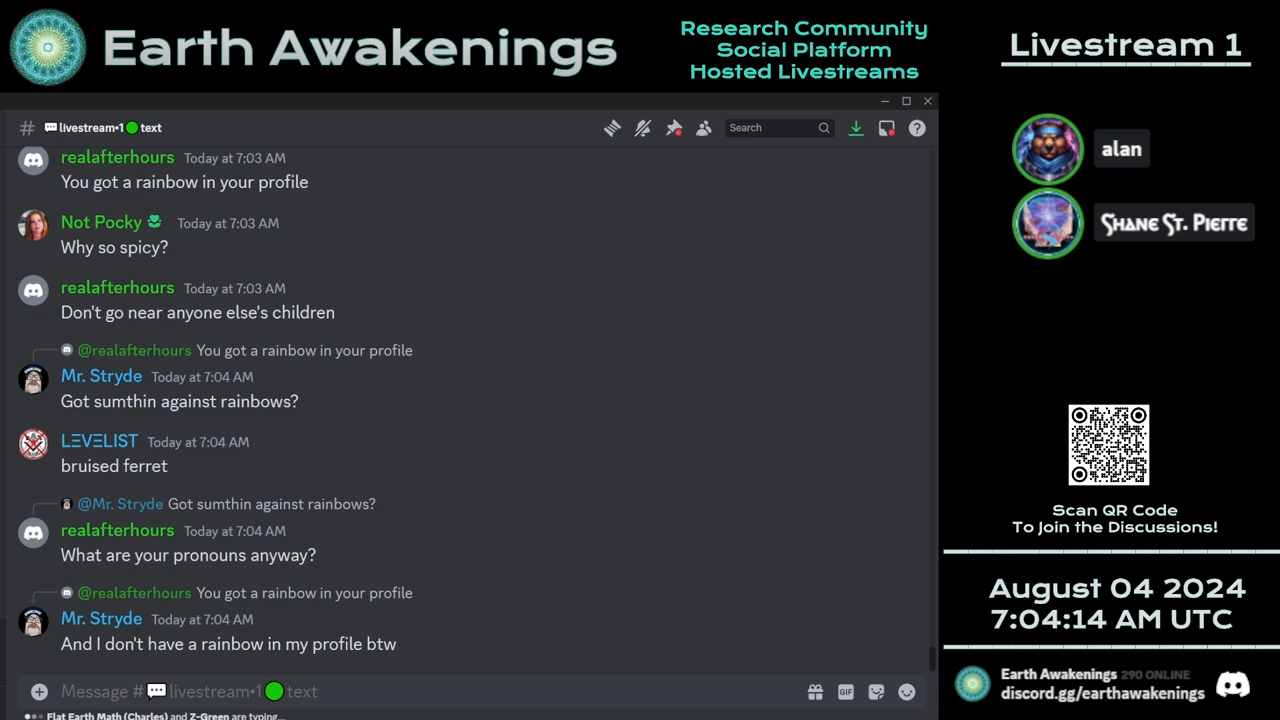 Earth Awakenings
Research Community
Social Platform
Hosted Livestreams
Livestream 1
# 💬livestream•1🟢text
Search
realafterhours Today at 7:03 AM
You got a rainbow in your profile
Not Pocky Today at 7:03 AM
Why so spicy?
realafterhours Today at 7:03 AM
Don't go near anyone else's children
@realafterhours You got a rainbow in your profile
Mr. Stryde Today at 7:04 AM
Got sumthin against rainbows?
LΞVΞLIST Today at 7:04 AM
bruised ferret
@Mr. Stryde Got sumthin against rainbows?
realafterhours Today at 7:04 AM
What are your pronouns anyway?
@realafterhours You got a rainbow in your profile
Mr. Stryde Today at 7:04 AM
And I don't have a rainbow in my profile btw
Message #💬livestream•1🟢text
GIF
Flat Earth Math (Charles) and Z-Green are typing...
alan
Shane St. Pierre
Scan QR Code
To Join the Discussions!
August 04 2024
7:04:14 AM UTC
Earth Awakenings 290 ONLINE
discord.gg/earthawakenings